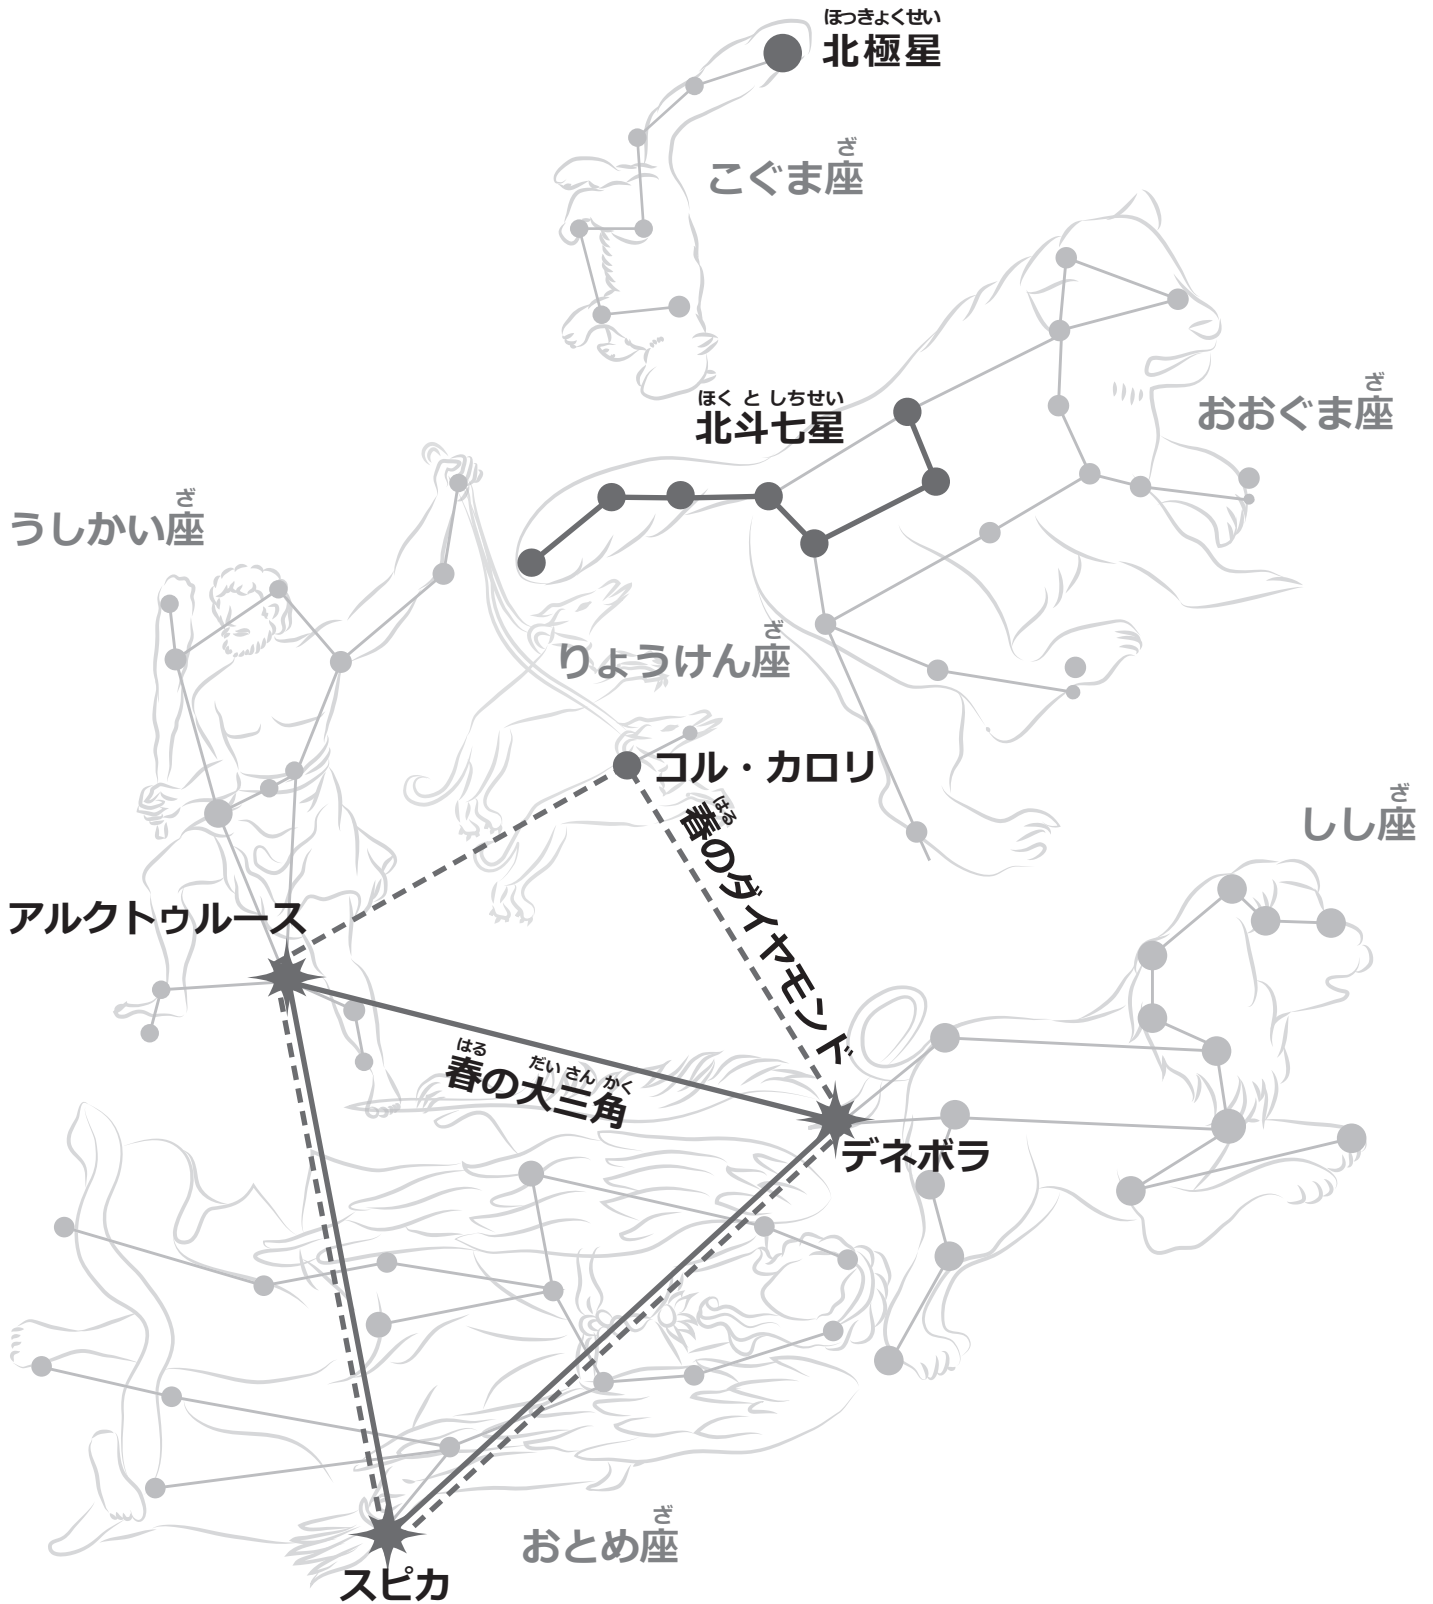 ほっきょくせい
北極星
ざ
こぐま座
ほく と しちせい
北斗七星
ざ
おおぐま座
ざ
うしかい座
ざ
りょうけん座
コル・カロリ
はる
春のダイヤモンド
ざ
しし座
アルクトゥルース
はる だい さん かく
春の大三角
デネボラ
ざ
おとめ座
スピカ